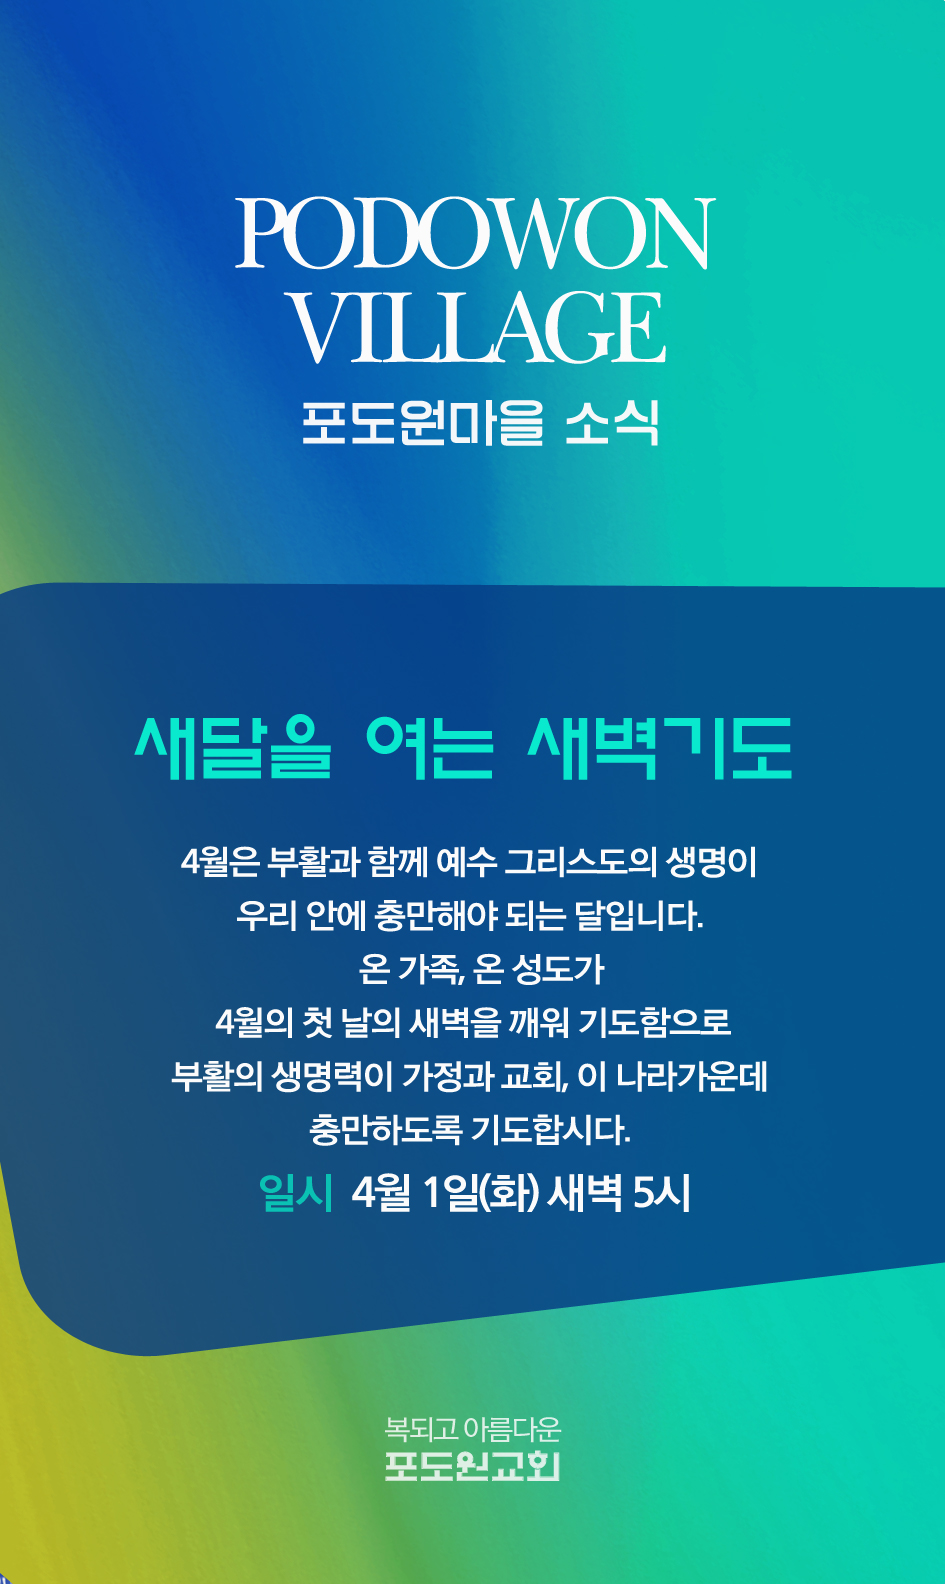 PODOWON
VILLAGE
포도원마을 소식
새달을 여는 새벽기도
4월은 부활과 함께 예수 그리스도의 생명이
우리 안에 충만해야 되는 달입니다.
온 가족, 온 성도가
4월의 첫 날의 새벽을 깨워 기도함으로
부활의 생명력이 가정과 교회, 이 나라가운데
충만하도록 기도합시다.
일시 4월 1일(화) 새벽 5시
복되고 아름다운
포도원교회